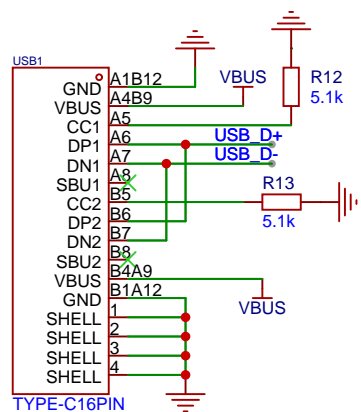 USB1
GND A1B12
VBUS A4B9
CC1 A5
DP1 A6
DN1 A7
SBU1 A8
CC2 B5
DP2 B6
DN2 B7
SBU2 B8
VBUS B4A9
GND B1A12
SHELL 1
SHELL 2
SHELL 3
SHELL 4
TYPE-C16PIN
VBUS
R12
5.1k
USB_D+
USB_D-
R13
5.1k
VBUS